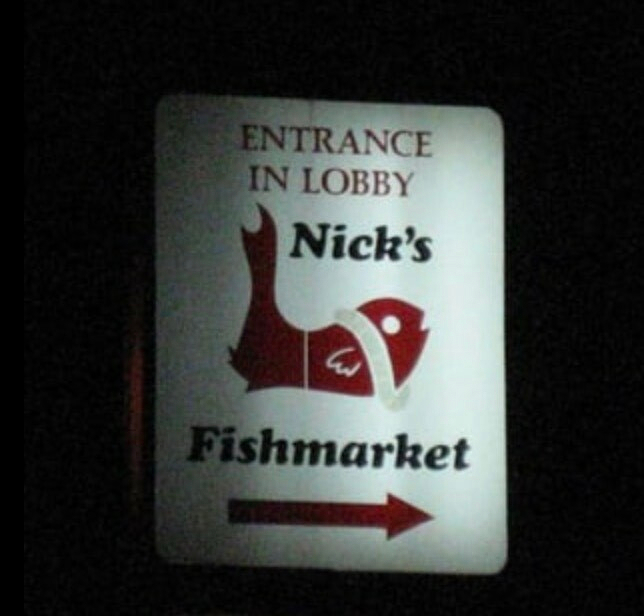 ENTRANCE
IN LOBBY
Nick's
Fishmarket